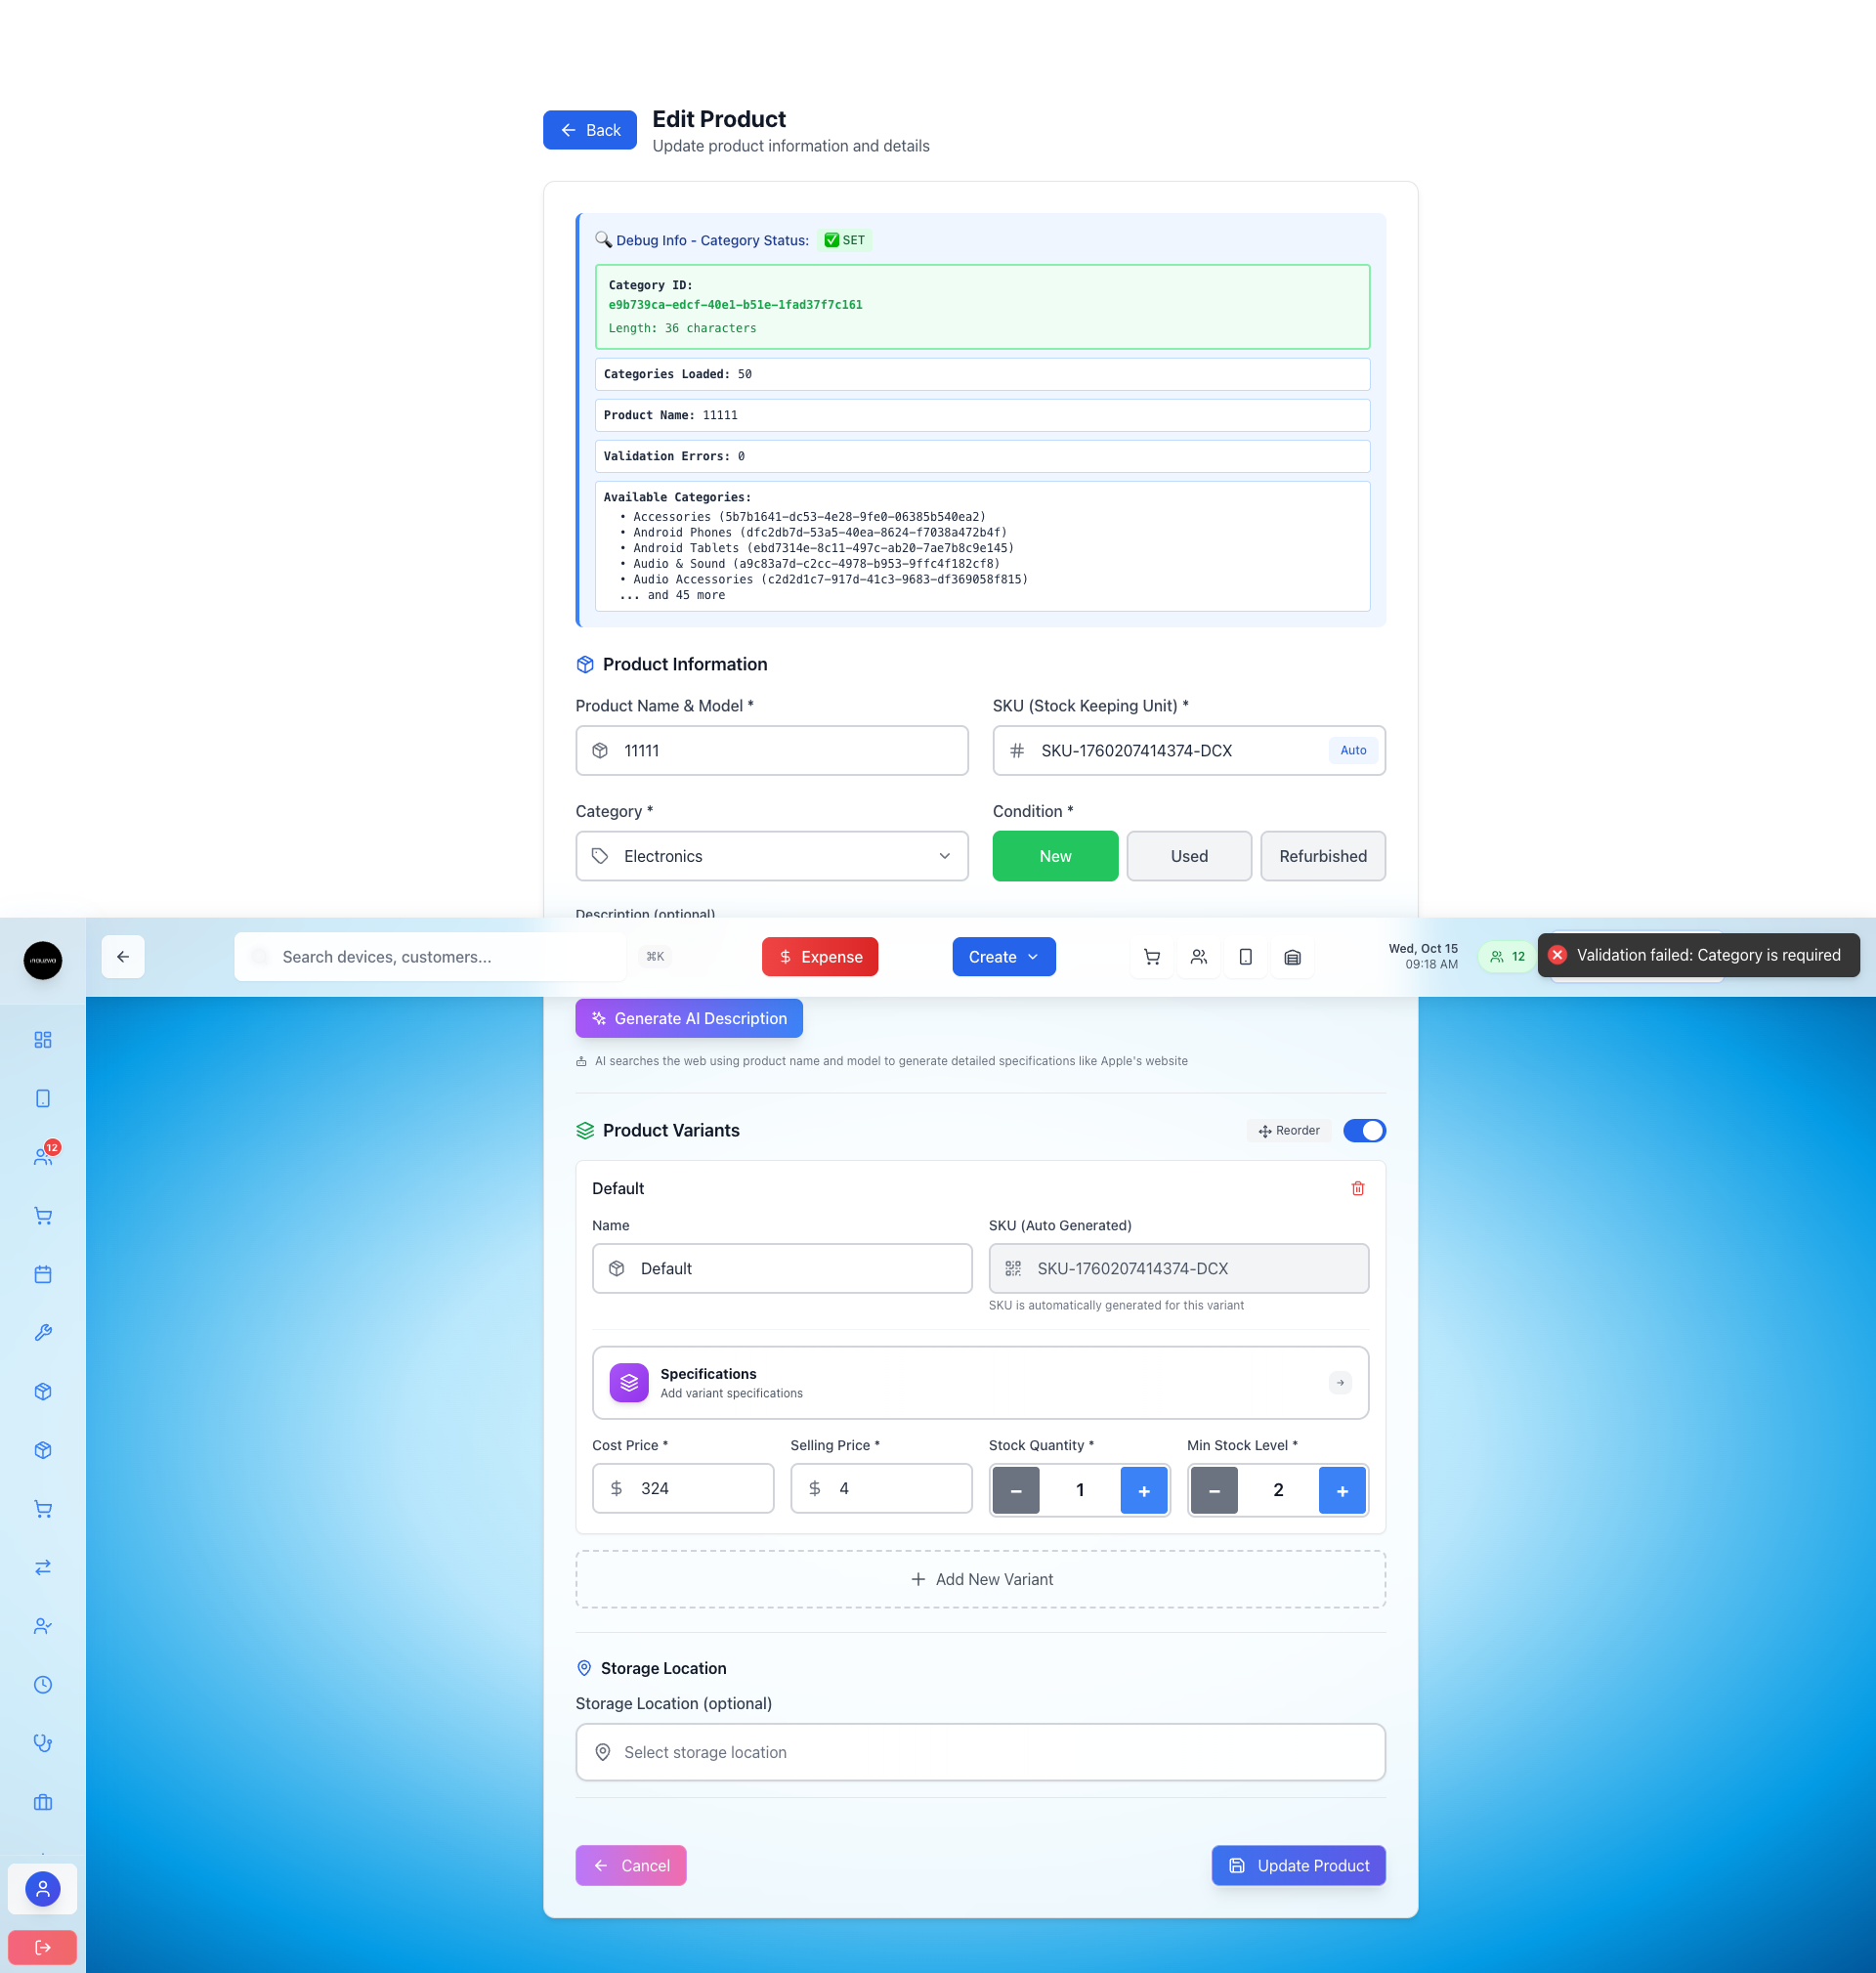 Back
Edit Product
Update product information and details
🔍 Debug Info - Category Status: ✅ SET
Category ID:
e9b739ca-edcf-40e1-b51e-1fad37f7c161
Length: 36 characters
Categories Loaded: 50
Product Name: 11111
Validation Errors: 0
Available Categories:
• Accessories (5b7b1641-dc53-4e28-9fe0-06385b540ea2)
• Android Phones (dfc2db7d-53a5-40ea-8624-f7038a472b4f)
• Android Tablets (ebd7314e-8c11-497c-ab20-7ae7b8c9e145)
• Audio & Sound (a9c83a7d-c2cc-4978-b953-9ffc4f182cf8)
• Audio Accessories (c2d2d1c7-917d-41c3-9683-df369058f815)
... and 45 more
Product Information
Product Name & Model *
SKU (Stock Keeping Unit) *
11111
SKU-1760207414374-DCX
Auto
Category *
Condition *
Electronics
New
Used
Refurbished
Description (optional)
Search devices, customers...
⌘K
Expense
Create
Wed, Oct 15
09:18 AM
12
Validation failed: Category is required
Generate AI Description
AI searches the web using product name and model to generate detailed specifications like Apple's website
Product Variants
Reorder
12
Default
Name
SKU (Auto Generated)
Default
SKU-1760207414374-DCX
SKU is automatically generated for this variant
Specifications
Add variant specifications
Cost Price *
Selling Price *
Stock Quantity *
Min Stock Level *
324
4
− 1 +
− 2 +
Add New Variant
Storage Location
Storage Location (optional)
Select storage location
Cancel
Update Product